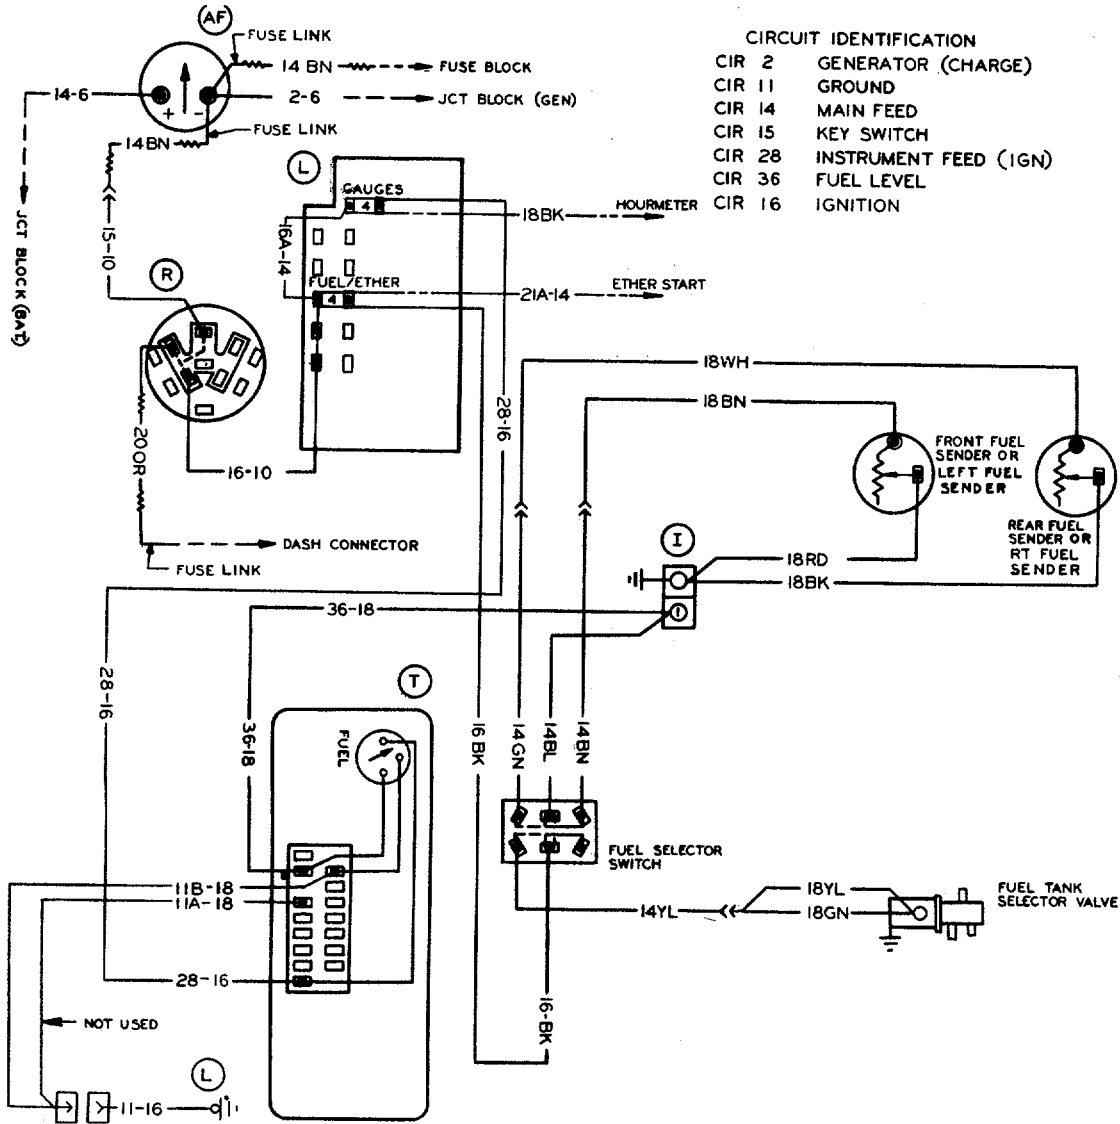 AF
FUSE LINK
14 BN
FUSE BLOCK
14-6
2-6
JCT BLOCK (GEN)
+ -
FUSE LINK
14BN
CIRCUIT IDENTIFICATION
CIR 2 GENERATOR (CHARGE)
CIR 11 GROUND
CIR 14 MAIN FEED
CIR 15 KEY SWITCH
CIR 28 INSTRUMENT FEED (IGN)
CIR 36 FUEL LEVEL
CIR 16 IGNITION
L
GAUGES
4
18BK
HOURMETER
16A-14
15-10
JCT BLOCK (BAT)
R
FUEL/ETHER
4
21A-14
ETHER START
28-16
18WH
18BN
20OR
16-10
FRONT FUEL
SENDER OR
LEFT FUEL
SENDER
REAR FUEL
SENDER OR
RT FUEL
SENDER
DASH CONNECTOR
FUSE LINK
I
18RD
18BK
36-18
28-16
T
36-18
FUEL
16BK
14GN
14BL
14BN
FUEL SELECTOR
SWITCH
11B-18
11A-18
14YL
18YL
18GN
FUEL TANK
SELECTOR VALVE
28-16
16-BK
NOT USED
L
11-16